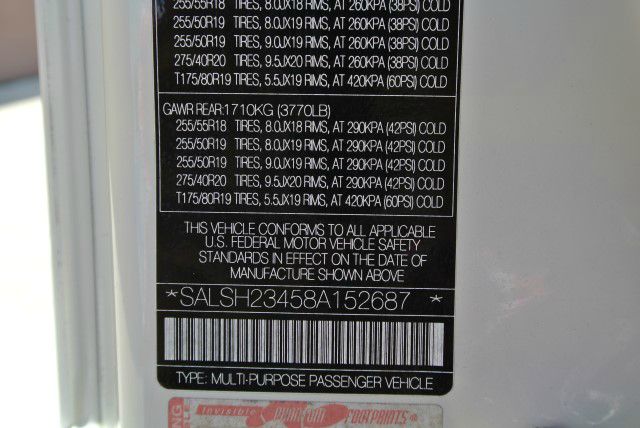 255/55R18 TIRES, 8.0JX18 RIMS, AT 260KPA (38PSI) COLD
255/50R19 TIRES, 8.0JX19 RIMS, AT 260KPA (38PSI) COLD
255/50R19 TIRES, 9.0JX19 RIMS, AT 260KPA (38PSI) COLD
275/40R20 TIRES, 9.5JX20 RIMS, AT 260KPA (38PSI) COLD
T175/80R19 TIRES, 5.5JX19 RIMS, AT 420KPA (60PSI) COLD
GAWR REAR:1710KG (3770LB)
255/55R18 TIRES, 8.0JX18 RIMS, AT 290KPA (42PSI) COLD
255/50R19 TIRES, 8.0JX19 RIMS, AT 290KPA (42PSI) COLD
255/50R19 TIRES, 9.0JX19 RIMS, AT 290KPA (42PSI) COLD
275/40R20 TIRES, 9.5JX20 RIMS, AT 290KPA (42PSI) COLD
T175/80R19 TIRES, 5.5JX19 RIMS, AT 420KPA (60PSI) COLD
THIS VEHICLE CONFORMS TO ALL APPLICABLE
U.S. FEDERAL MOTOR VEHICLE SAFETY
STANDARDS IN EFFECT ON THE DATE OF
MANUFACTURE SHOWN ABOVE
*SALSH23458A152687 *
TYPE: MULTI-PURPOSE PASSENGER VEHICLE
Invisible
FOOTPRINTS